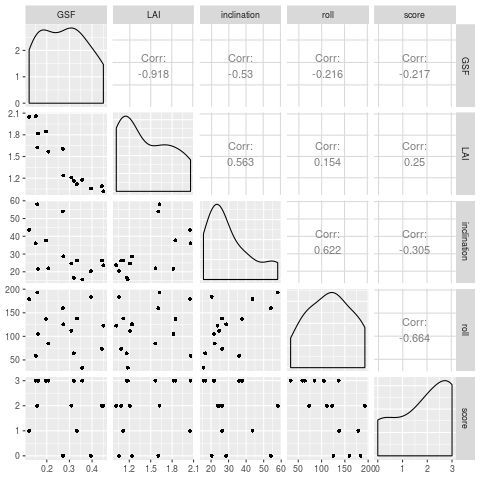 GSF LAI inclination roll score
2
1
0
Corr: Corr: Corr: Corr:
-0.918 -0.53 -0.216 -0.217
GSF
2.1
1.8
1.5
1.2
Corr: Corr: Corr:
0.563 0.154 0.25
LAI
60
50
40
30
20
Corr: Corr:
0.622 -0.305
inclination
200
150
100
50
Corr:
-0.664
roll
3
2
1
0
score
0.2 0.3 0.4 1.2 1.5 1.8 2.1 20 30 40 50 60 50 100 150 200 0 1 2 3